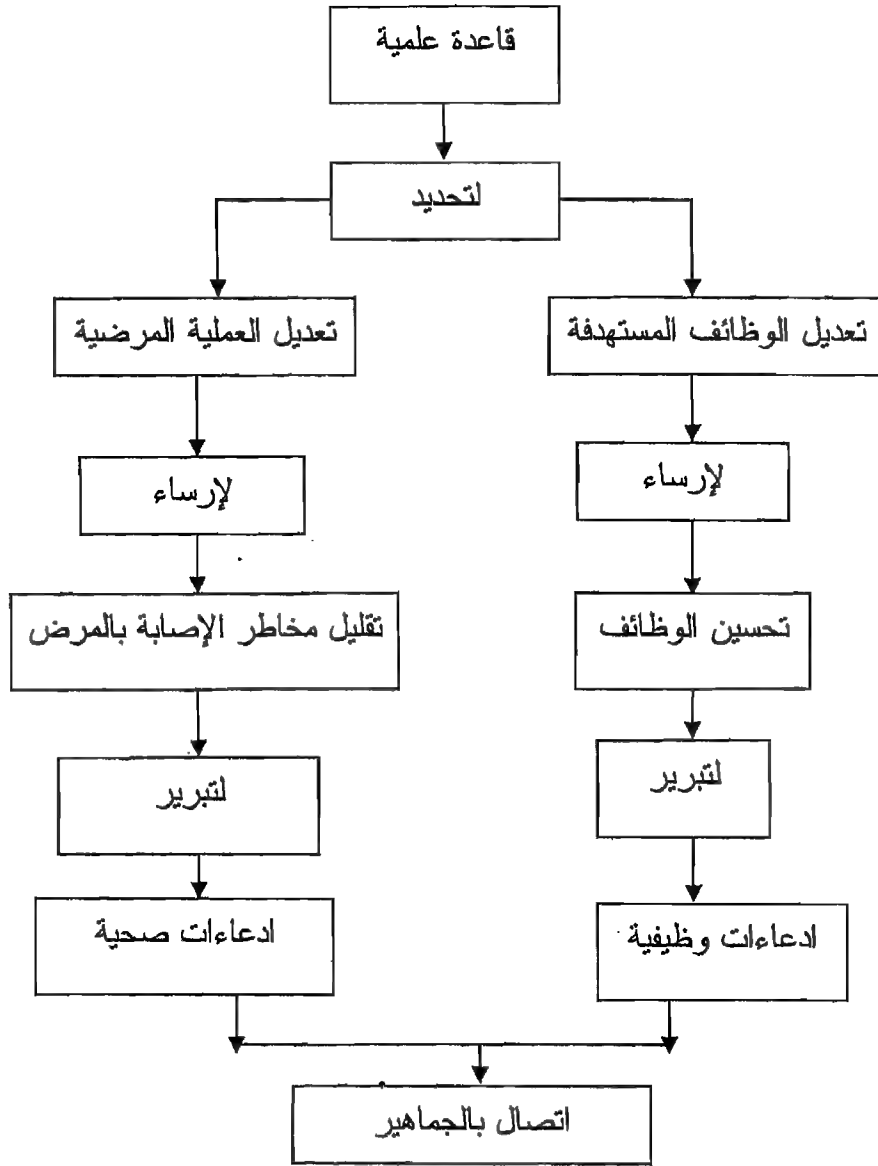 قاعدة علمية
لتحديد
تعديل الوظائف المستهدفة
تعديل العملية المرضية
لإرساء
لإرساء
تحسين الوظائف
تقليل مخاطر الإصابة بالمرض
لتبرير
لتبرير
ادعاءات وظيفية
ادعاءات صحية
اتصال بالجماهير